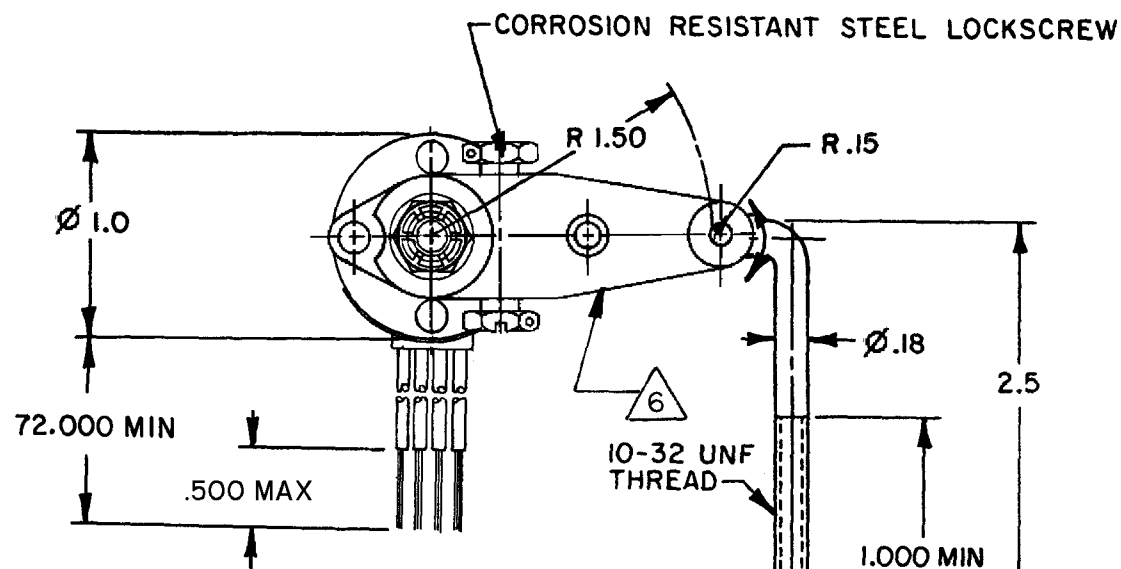 CORROSION RESISTANT STEEL LOCKSCREW
R 1.50
R .15
Ø 1.0
Ø.18
2.5
72.000 MIN
6
.500 MAX
10-32 UNF
THREAD
1.000 MIN